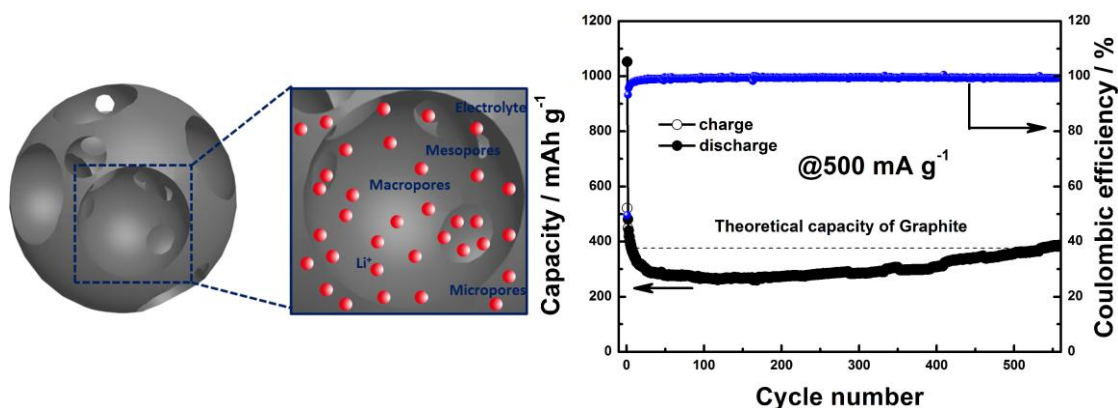 Electrolyte
Mesopores
Macropores
Li⁺
Micropores
Capacity / mAh g⁻¹
1200
1000
800
600
400
200
0
charge
discharge
@500 mA g⁻¹
Theoretical capacity of Graphite
0 100 200 300 400 500
Cycle number
120
100
80
60
40
20
0
Coulombic efficiency / %